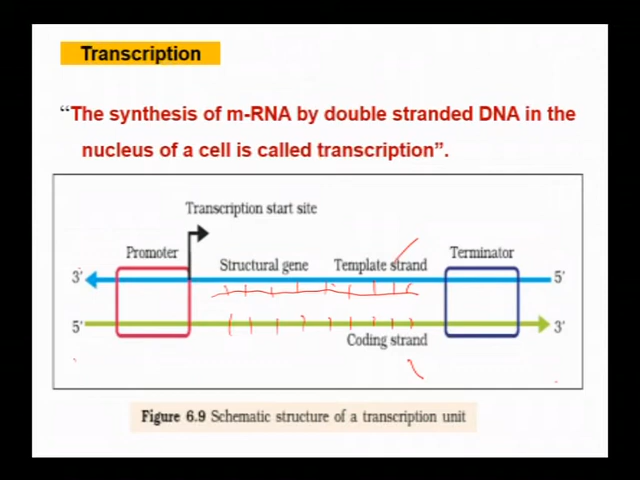 Transcription
“The synthesis of m-RNA by double stranded DNA in the
nucleus of a cell is called transcription”.
Transcription start site
Promoter
Structural gene
Template strand
Terminator
3'
5'
5'
3'
Coding strand
Figure 6.9 Schematic structure of a transcription unit